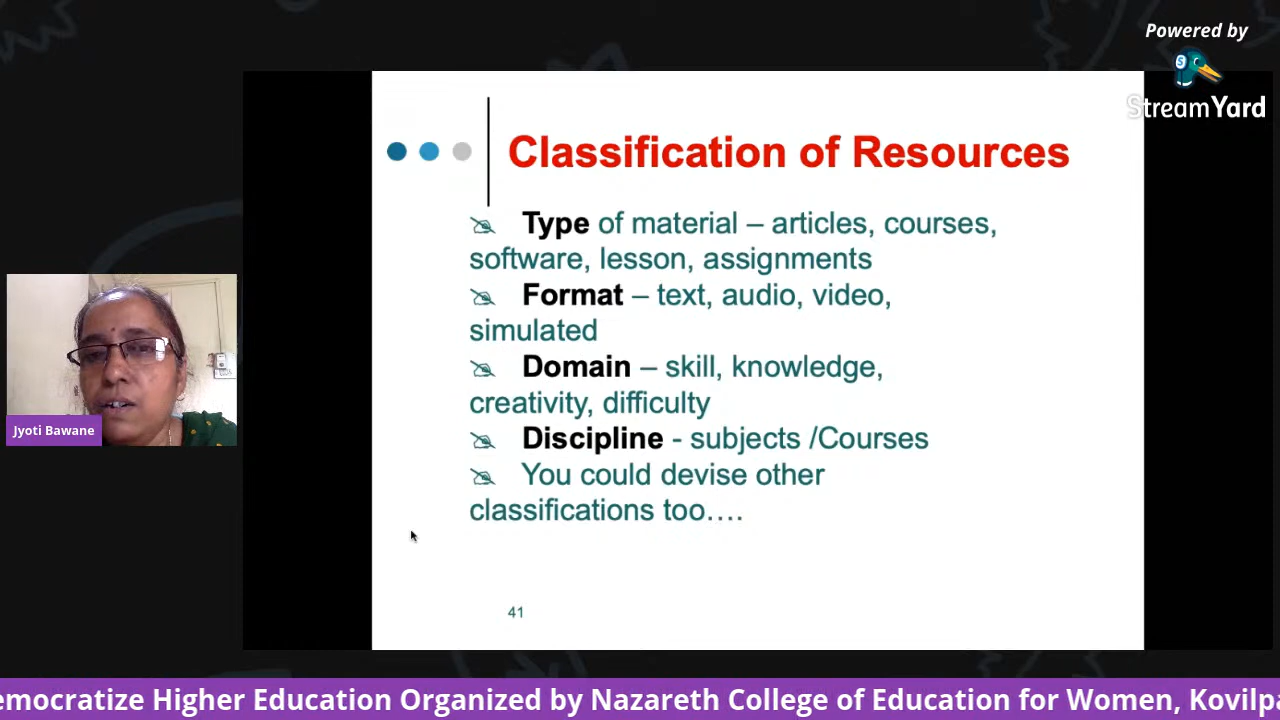 Powered by
StreamYard
Classification of Resources
Type of material – articles, courses,
software, lesson, assignments
Format – text, audio, video,
simulated
Domain – skill, knowledge,
creativity, difficulty
Discipline - subjects /Courses
You could devise other
classifications too….
41
Jyoti Bawane
emocratize Higher Education Organized by Nazareth College of Education for Women, Kovilpa